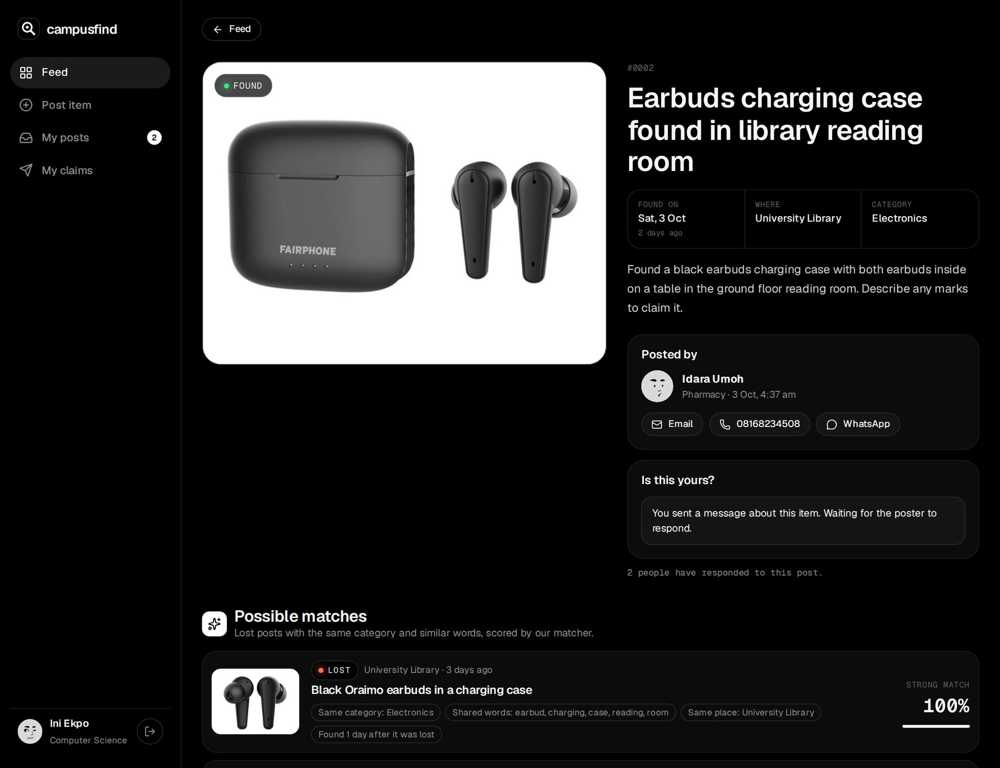 campusfind
Feed
Post item
My posts
2
My claims
Ini Ekpo
Computer Science
Feed
FOUND
FAIRPHONE
#0002
Earbuds charging case
found in library reading
room
FOUND ON
Sat, 3 Oct
2 days ago
WHERE
University Library
CATEGORY
Electronics
Found a black earbuds charging case with both earbuds inside
on a table in the ground floor reading room. Describe any marks
to claim it.
Posted by
Idara Umoh
Pharmacy · 3 Oct, 4:37 am
Email
08168234508
WhatsApp
Is this yours?
You sent a message about this item. Waiting for the poster to
respond.
2 people have responded to this post.
Possible matches
Lost posts with the same category and similar words, scored by our matcher.
LOST
University Library · 3 days ago
Black Oraimo earbuds in a charging case
Same category: Electronics
Shared words: earbud, charging, case, reading, room
Same place: University Library
Found 1 day after it was lost
STRONG MATCH
100%